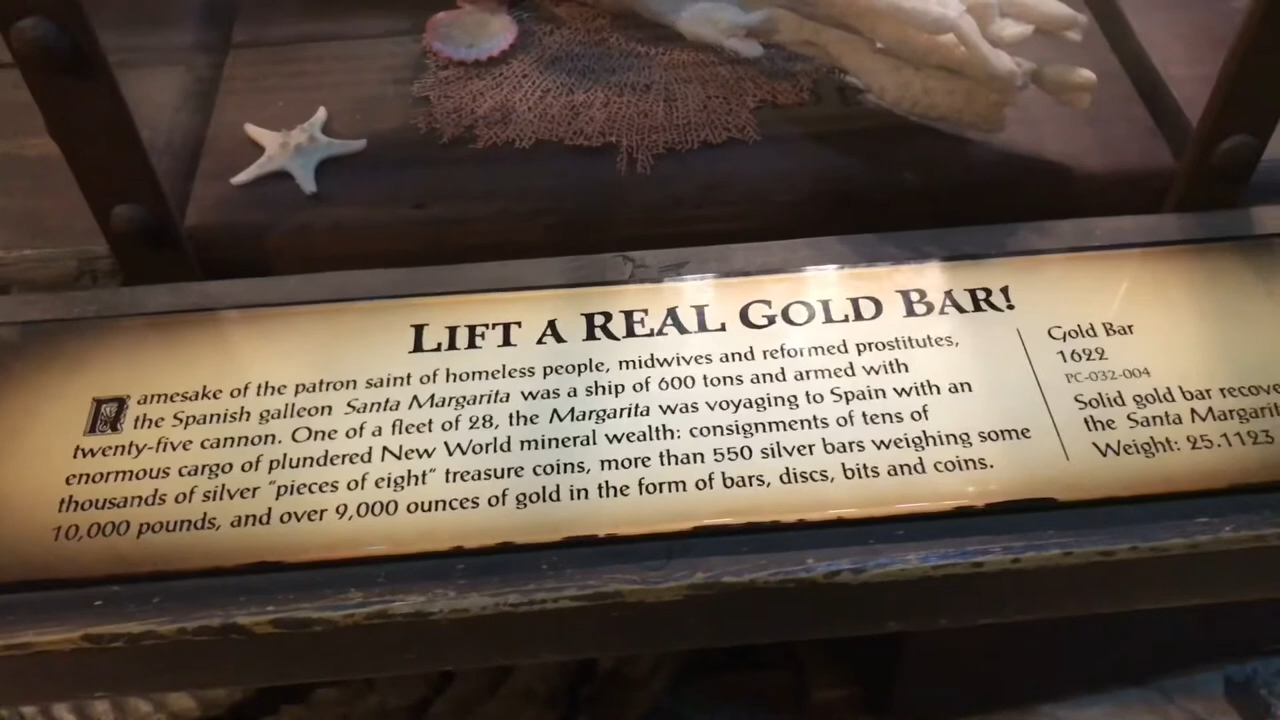 LIFT A REAL GOLD BAR!
Ramesake of the patron saint of homeless people, midwives and reformed prostitutes,
the Spanish galleon Santa Margarita was a ship of 600 tons and armed with
twenty-five cannon. One of a fleet of 28, the Margarita was voyaging to Spain with an
enormous cargo of plundered New World mineral wealth: consignments of tens of
thousands of silver "pieces of eight" treasure coins, more than 550 silver bars weighing some
10,000 pounds, and over 9,000 ounces of gold in the form of bars, discs, bits and coins.
Gold Bar
1622
PC-032-004
Solid gold bar recove
the Santa Margarit
Weight: 25.1123